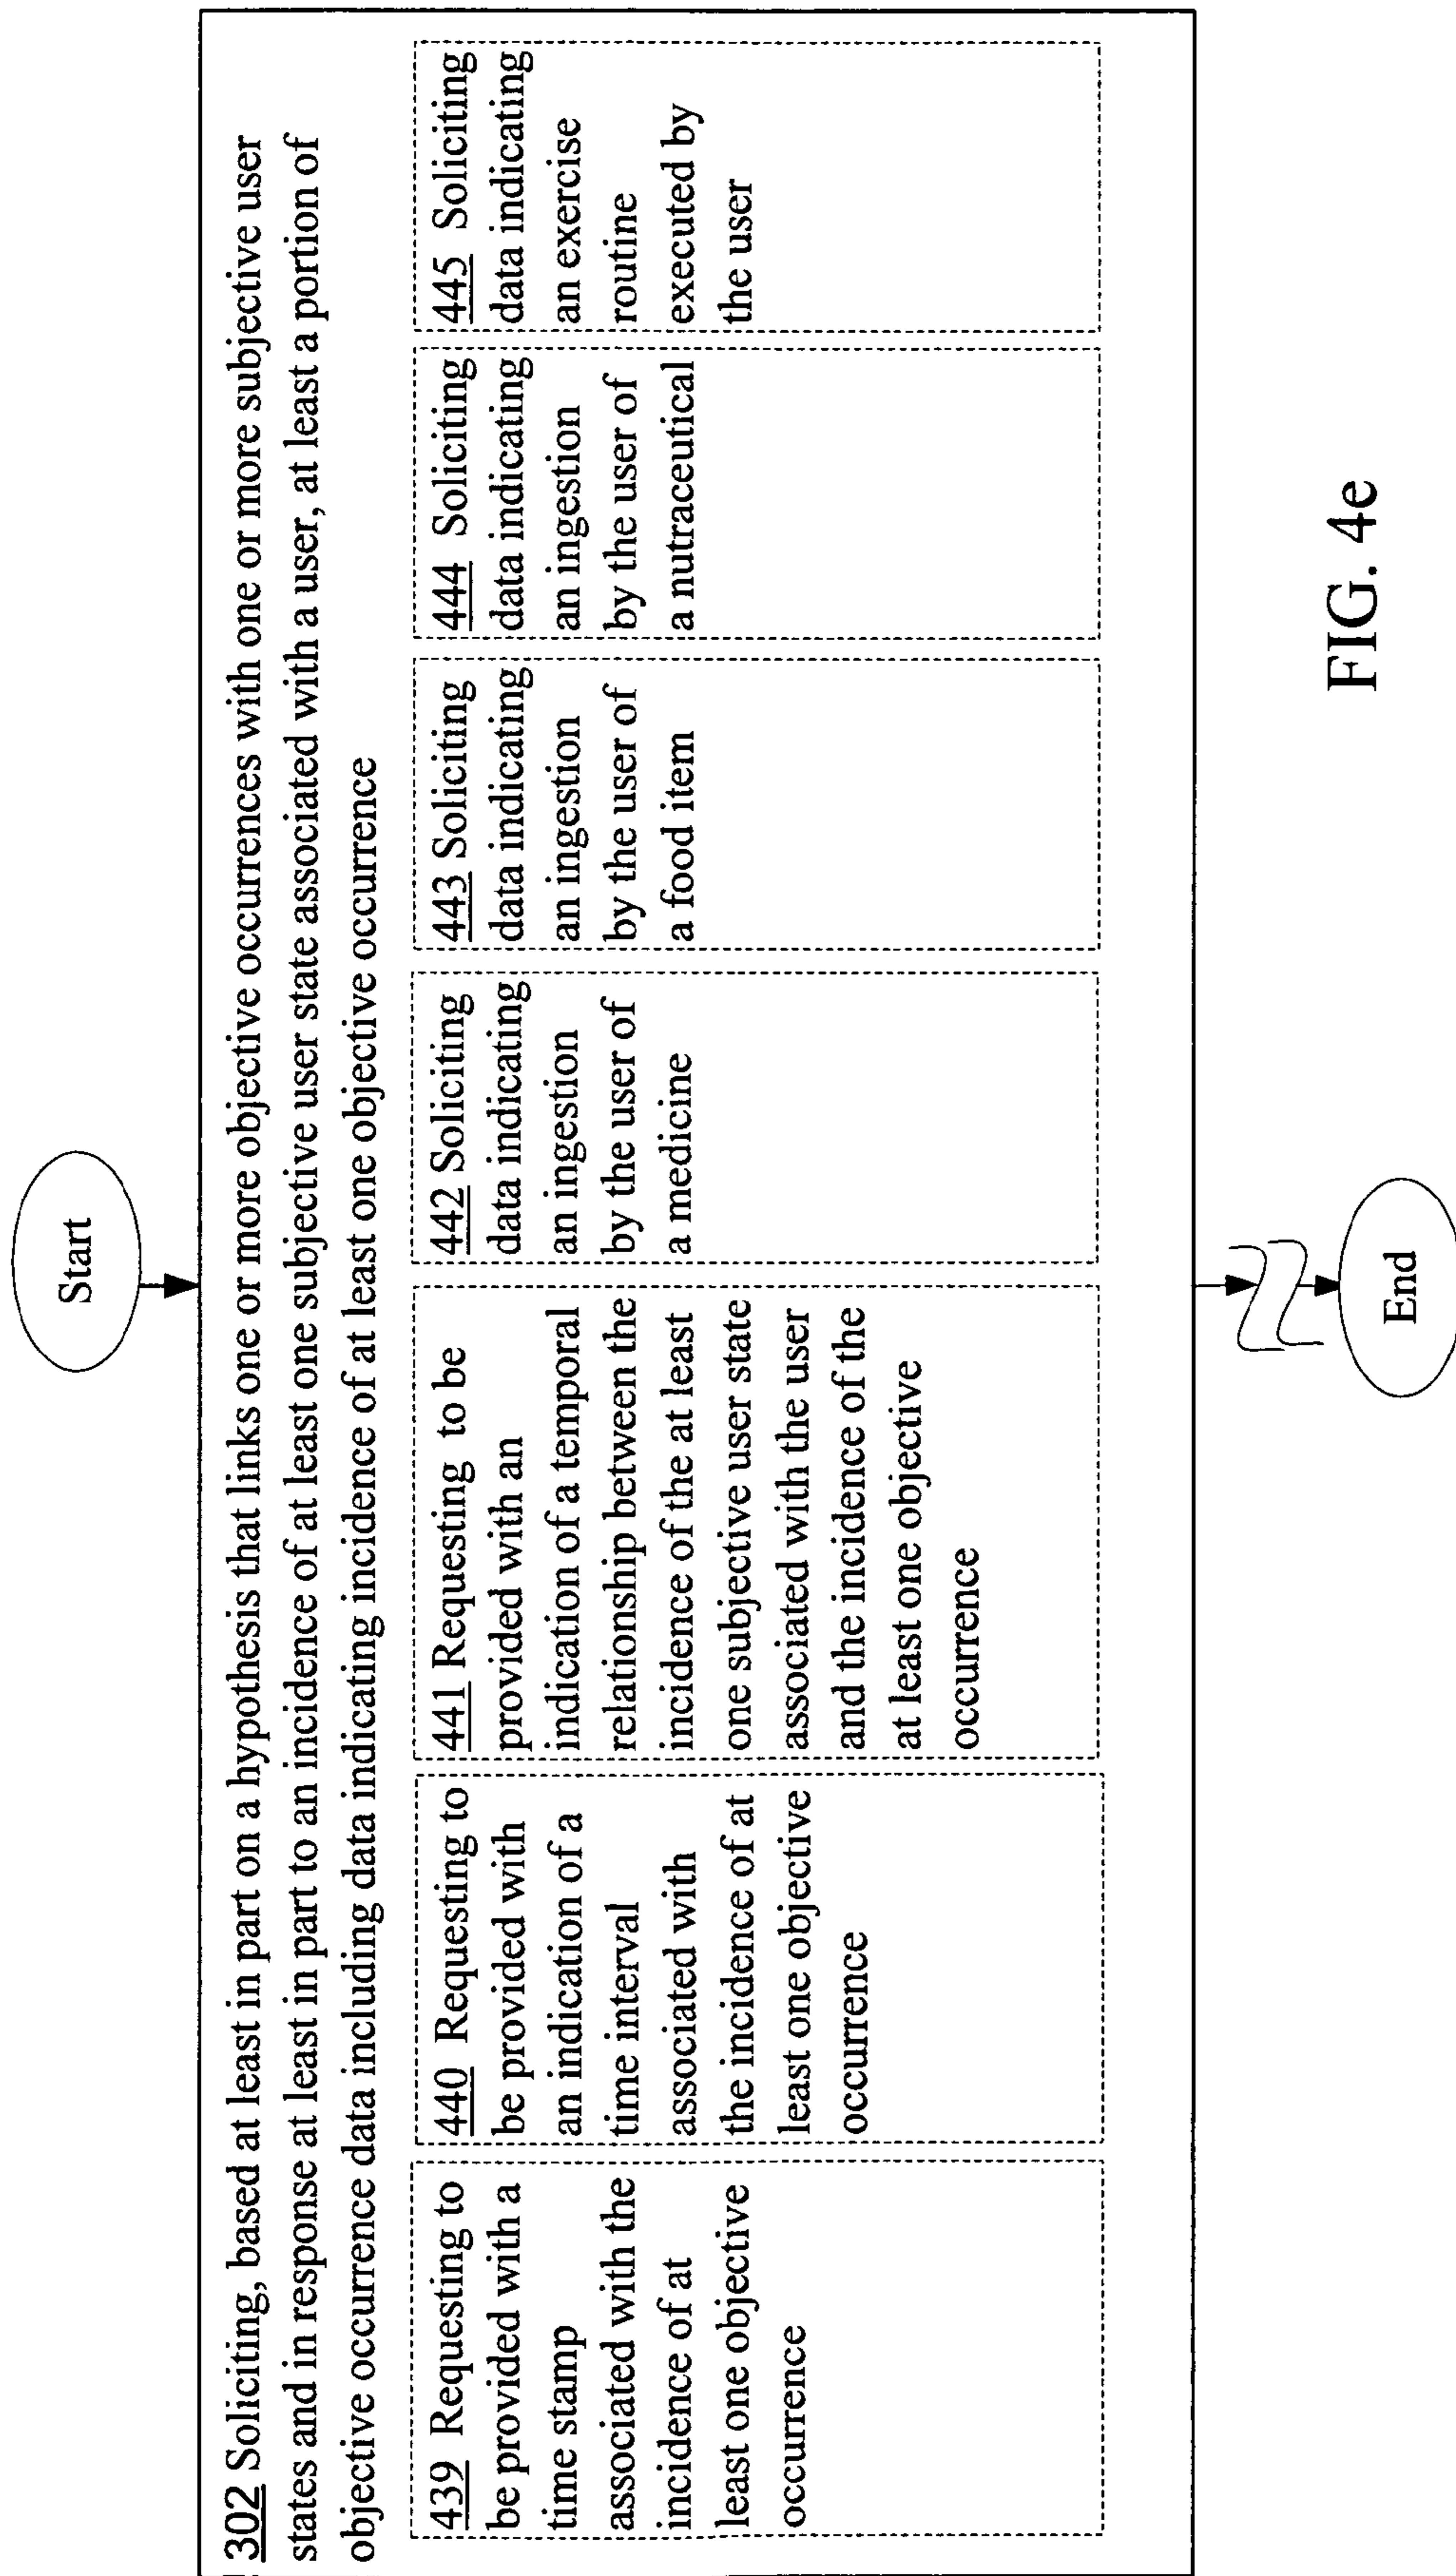 Start
302 Soliciting, based at least in part on a hypothesis that links one or more objective occurrences with one or more subjective user
states and in response at least in part to an incidence of at least one subjective user state associated with a user, at least a portion of
objective occurrence data including data indicating incidence of at least one objective occurrence
439 Requesting to
be provided with a
time stamp
associated with the
incidence of at
least one objective
occurrence
440 Requesting to
be provided with
an indication of a
time interval
associated with
the incidence of at
least one objective
occurrence
441 Requesting to be
provided with an
indication of a temporal
relationship between the
incidence of the at least
one subjective user state
associated with the user
and the incidence of the
at least one objective
occurrence
442 Soliciting
data indicating
an ingestion
by the user of
a medicine
443 Soliciting
data indicating
an ingestion
by the user of
a food item
444 Soliciting
data indicating
an ingestion
by the user of
a nutraceutical
445 Soliciting
data indicating
an exercise
routine
executed by
the user
End
FIG. 4e